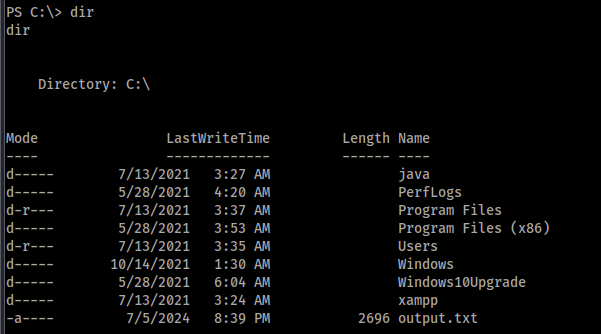 PS C:\> dir
dir
    Directory: C:\
Mode                LastWriteTime         Length Name
----                -------------         ------ ----
d-----        7/13/2021   3:27 AM                java
d-----        5/28/2021   4:20 AM                PerfLogs
d-r---        7/13/2021   3:37 AM                Program Files
d-----        5/28/2021   3:53 AM                Program Files (x86)
d-r---        7/13/2021   3:35 AM                Users
d-----       10/14/2021   1:30 AM                Windows
d-----        5/28/2021   6:04 AM                Windows10Upgrade
d-----        7/13/2021   3:24 AM                xampp
-a----         7/5/2024   8:39 PM           2696 output.txt